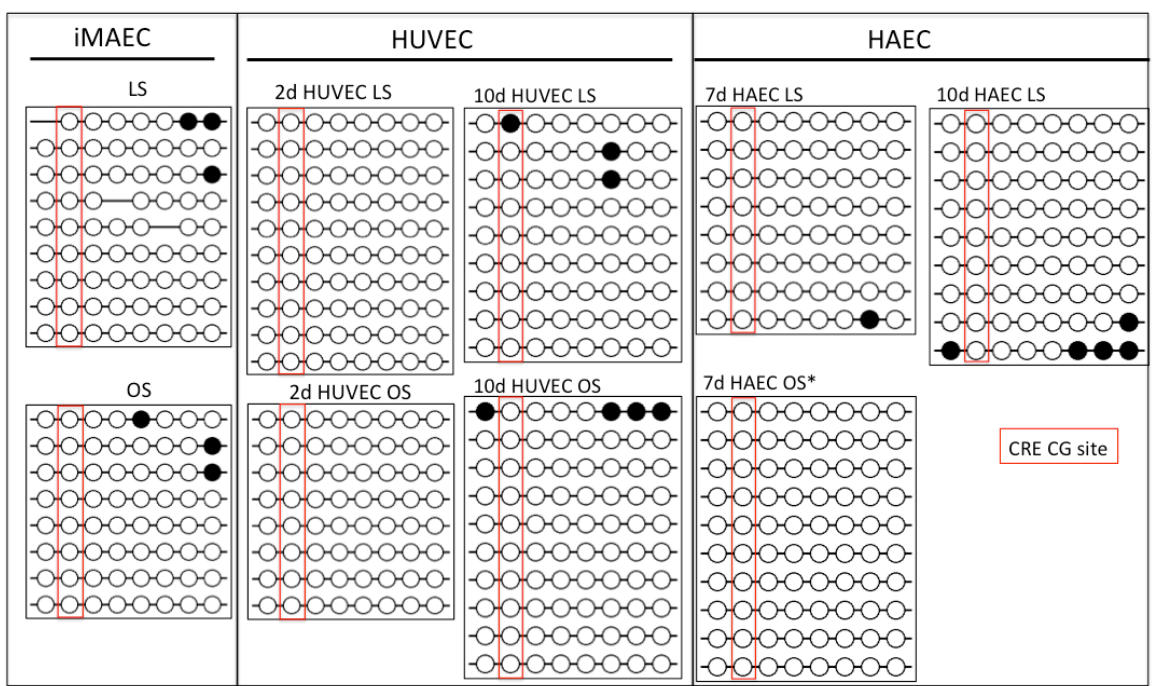 iMAEC
HUVEC
HAEC
LS
2d HUVEC LS
10d HUVEC LS
7d HAEC LS
10d HAEC LS
OS
2d HUVEC OS
10d HUVEC OS
7d HAEC OS*
CRE CG site